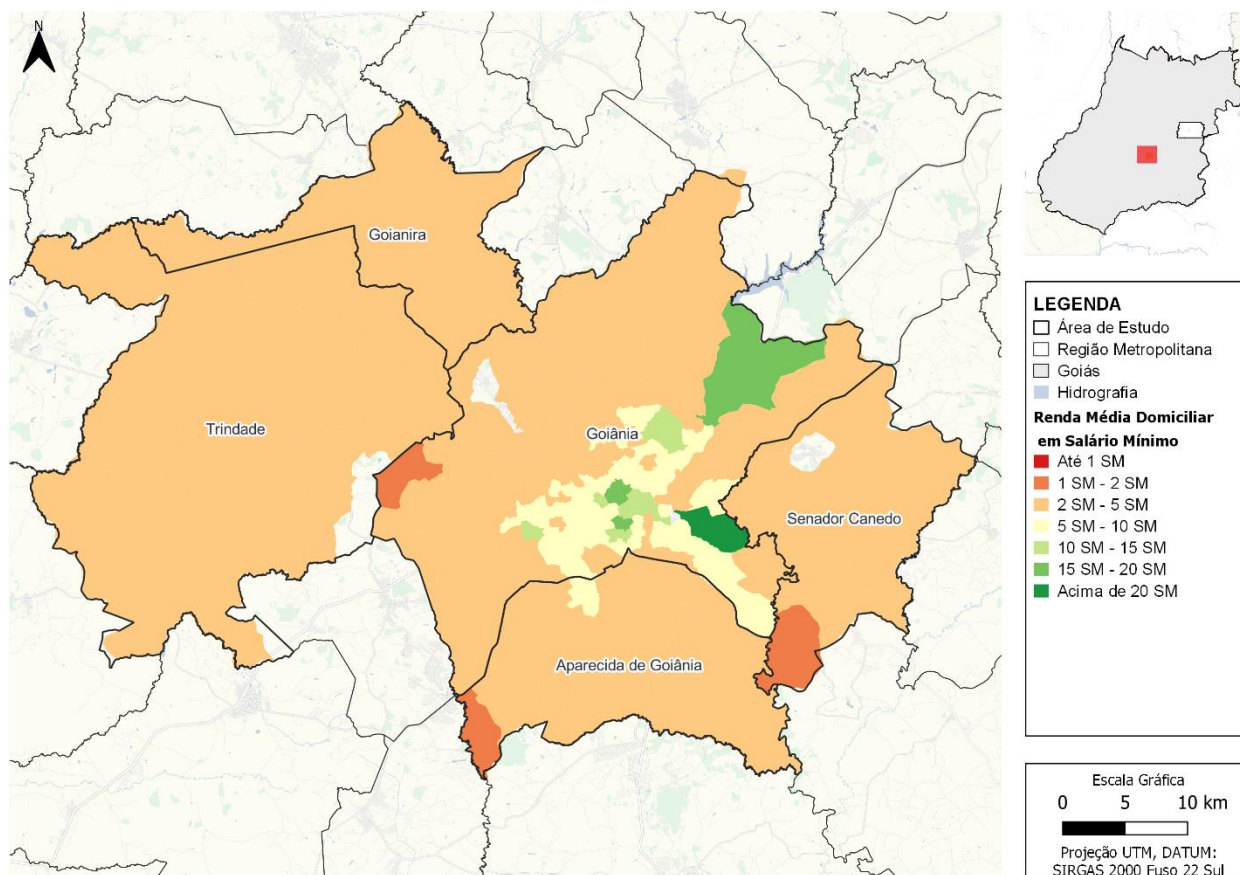 N
Goianira
Trindade
Goiânia
Senador Canedo
Aparecida de Goiânia
LEGENDA
Área de Estudo
Região Metropolitana
Goiás
Hidrografia
Renda Média Domiciliar
em Salário Mínimo
Até 1 SM
1 SM - 2 SM
2 SM - 5 SM
5 SM - 10 SM
10 SM - 15 SM
15 SM - 20 SM
Acima de 20 SM
Escala Gráfica
0 5 10 km
Projeção UTM, DATUM:
SIRGAS 2000 Fuso 22 Sul